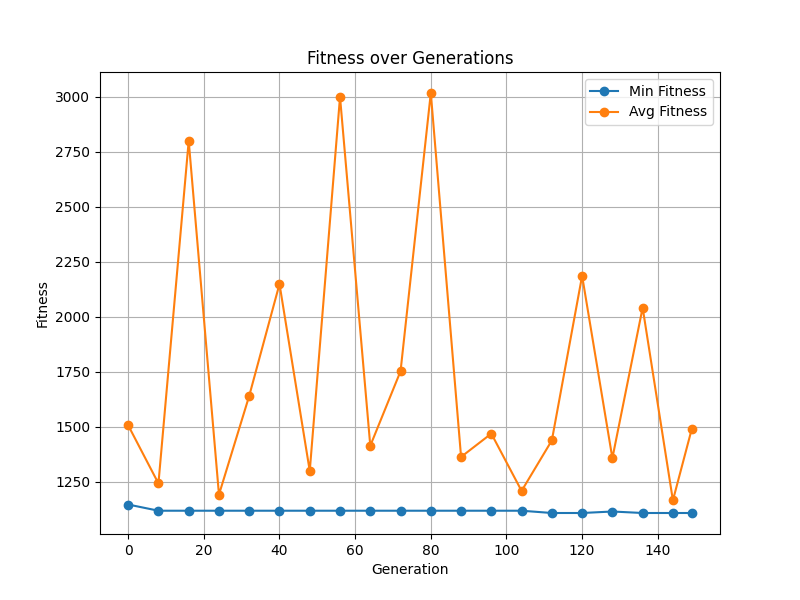 Fitness over Generations
Min Fitness
Avg Fitness
3000
2750
2500
2250
2000
1750
1500
1250
Fitness
0 20 40 60 80 100 120 140
Generation